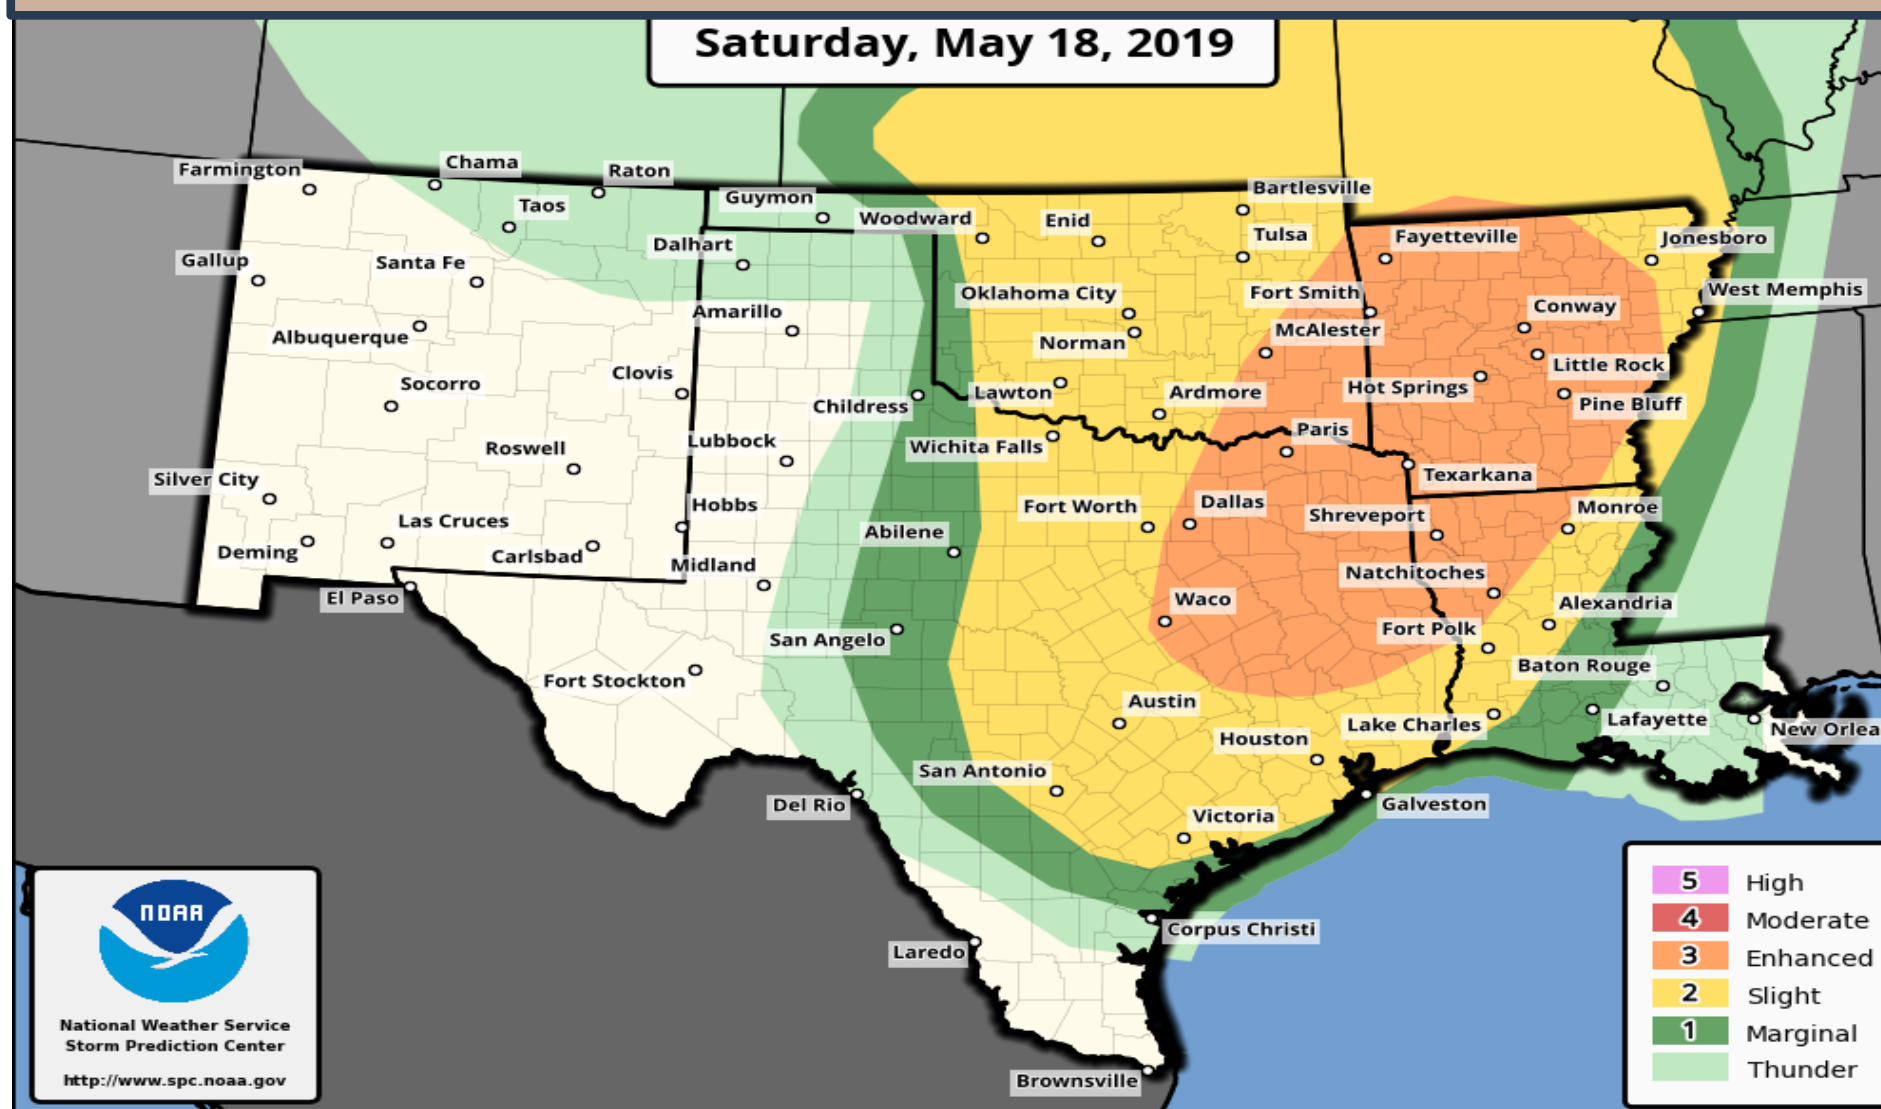 Saturday, May 18, 2019
Farmington
Chama
Raton
Taos
Guymon
Woodward
Enid
Bartlesville
Tulsa
Fayetteville
Jonesboro
Gallup
Santa Fe
Dalhart
Oklahoma City
Fort Smith
Conway
West Memphis
Albuquerque
Amarillo
Norman
McAlester
Little Rock
Socorro
Clovis
Childress
Lawton
Ardmore
Hot Springs
Pine Bluff
Roswell
Lubbock
Wichita Falls
Paris
Texarkana
Silver City
Las Cruces
Hobbs
Abilene
Fort Worth
Dallas
Shreveport
Monroe
Deming
Carlsbad
Midland
Natchitoches
El Paso
Waco
Alexandria
San Angelo
Fort Polk
Fort Stockton
Baton Rouge
Austin
Houston
Lake Charles
Lafayette
New Orlea
San Antonio
Del Rio
Victoria
Galveston
Corpus Christi
Laredo
Brownsville
NOAA
National Weather Service
Storm Prediction Center
http://www.spc.noaa.gov
5 High
4 Moderate
3 Enhanced
2 Slight
1 Marginal
Thunder